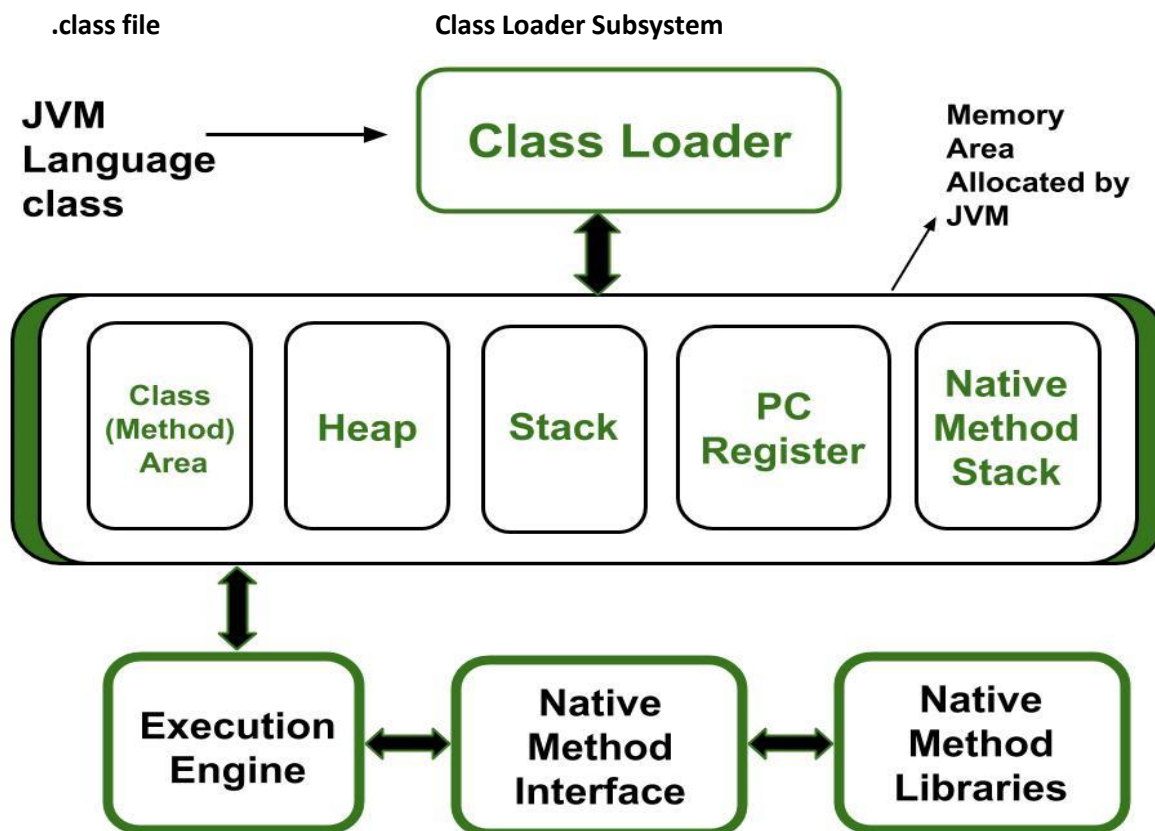 .class file
Class Loader Subsystem
JVM
Language
class
Class Loader
Memory
Area
Allocated by
JVM
Class
(Method)
Area
Heap
Stack
PC
Register
Native
Method
Stack
Execution
Engine
Native
Method
Interface
Native
Method
Libraries